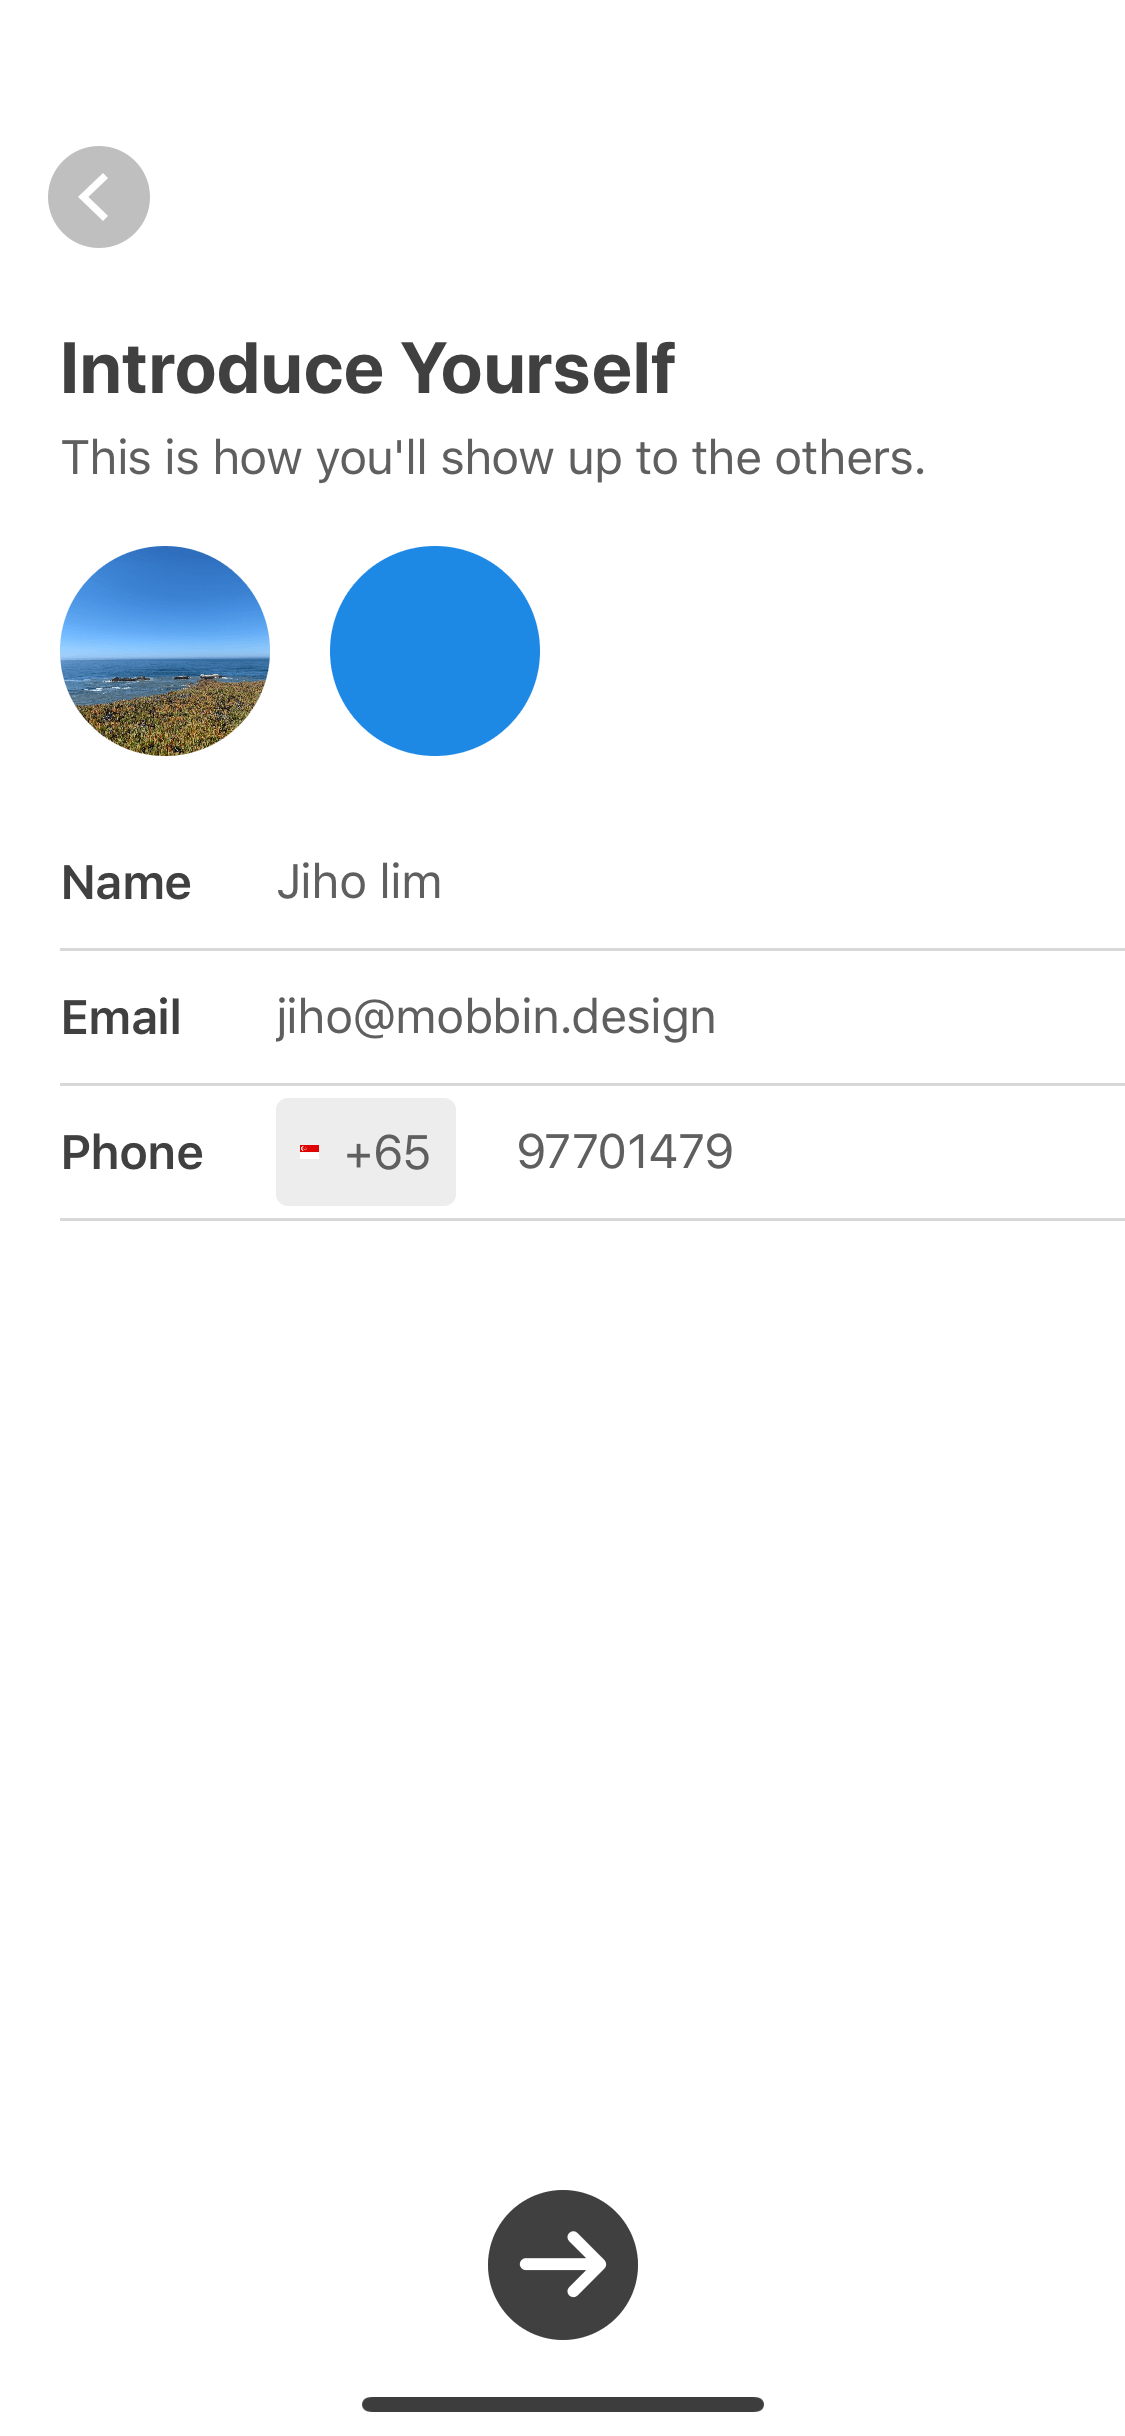 Introduce Yourself
This is how you'll show up to the others.
Name Jiho lim
Email jiho@mobbin.design
Phone +65 97701479